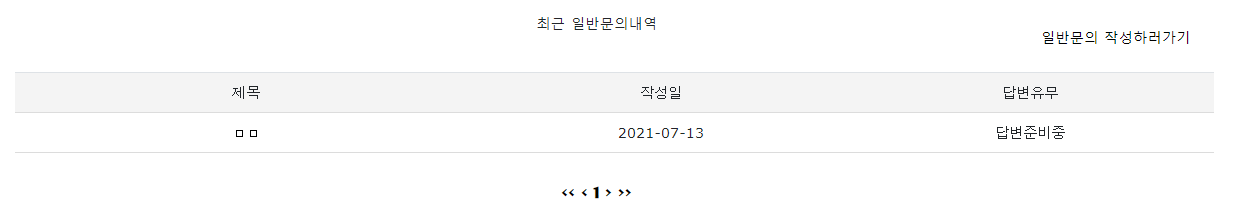 최근 일반문의내역
일반문의 작성하러가기
제목 작성일 답변유무
ㅁㅁ 2021-07-13 답변준비중
‹‹ ‹ 1 › ››